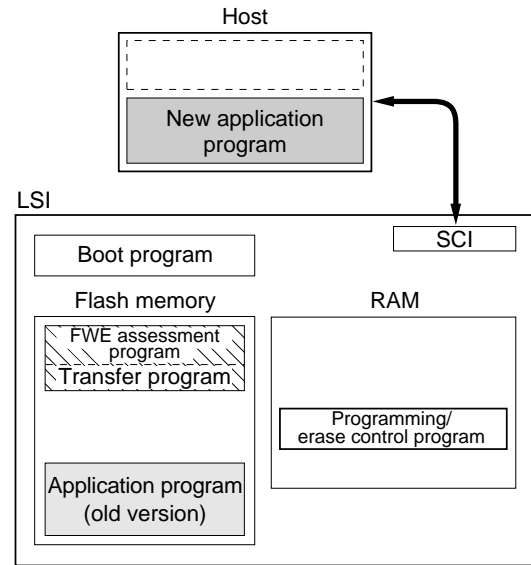 Host
New application
program
LSI
SCI
Boot program
Flash memory
FWE assessment
program
Transfer program
Application program
(old version)
RAM
Programming/
erase control program